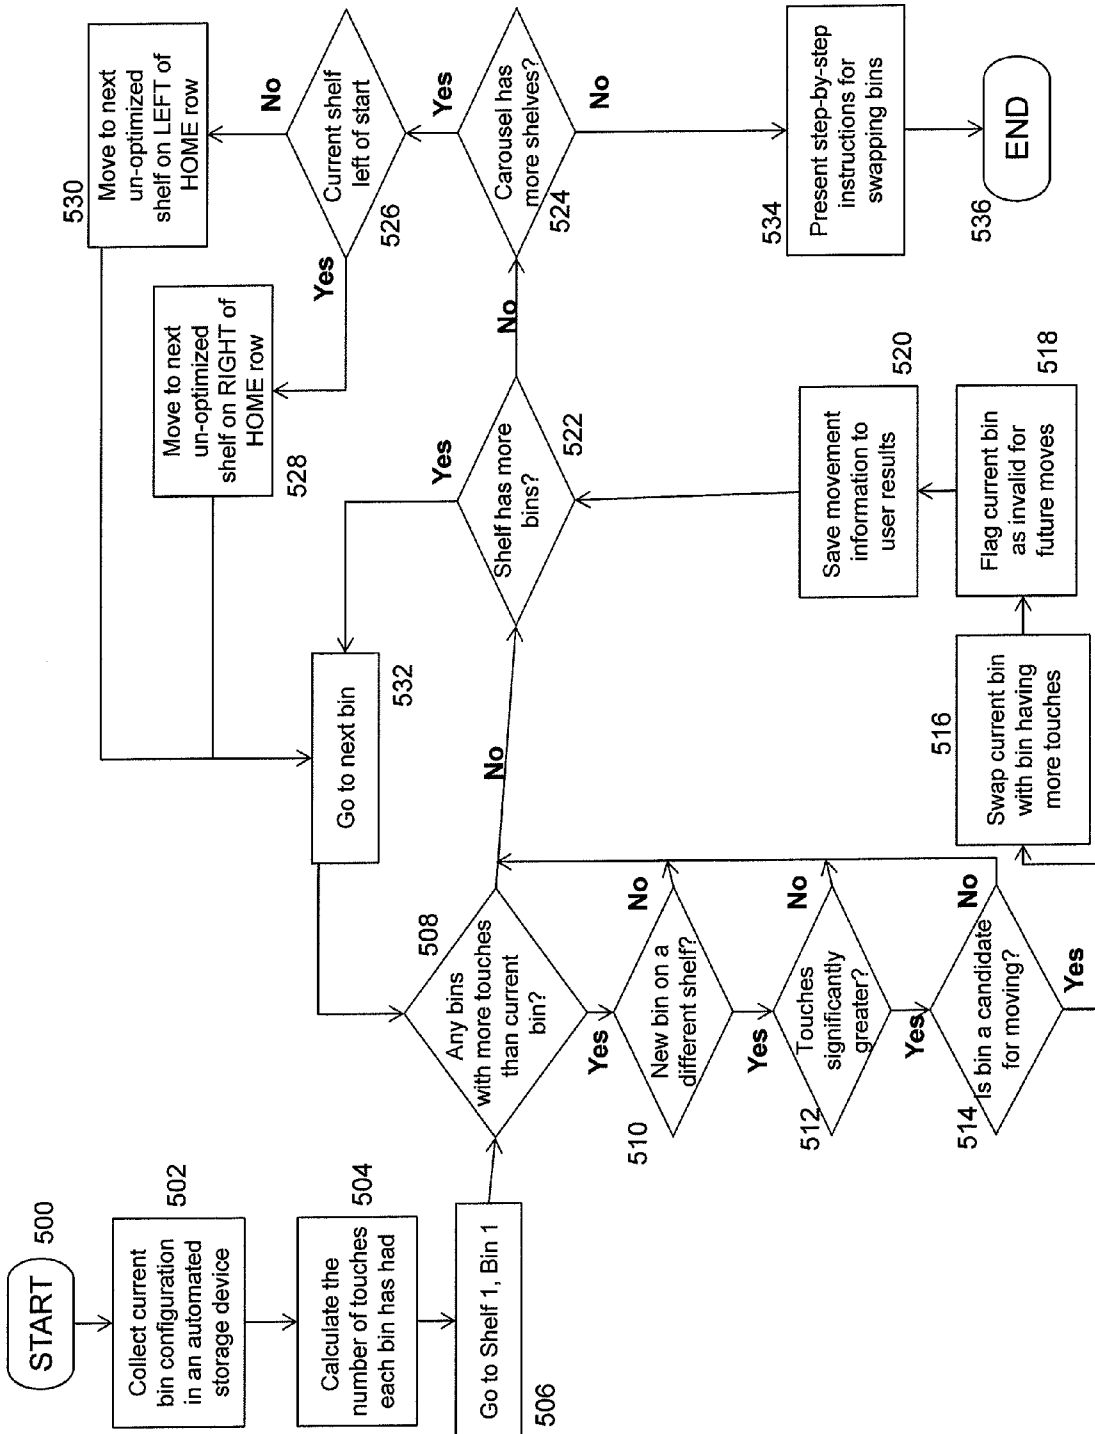 START
500
Collect current
bin configuration
in an automated
storage device
502
Calculate the
number of touches
each bin has had
504
Go to Shelf 1, Bin 1
506
Any bins
with more touches
than current
bin?
508
Yes
No
New bin on a
different shelf?
510
Yes
No
Touches
significantly
greater?
512
Yes
No
Is bin a candidate
for moving?
514
Yes
No
Swap current bin
with bin having
more touches
516
Flag current bin
as invalid for
future moves
518
Save movement
information to
user results
520
Shelf has more
bins?
522
Yes
No
Go to next bin
532
Carousel has
more shelves?
524
Yes
No
Current shelf
left of start
526
Yes
No
Move to next
un-optimized
shelf on RIGHT of
HOME row
528
Move to next
un-optimized
shelf on LEFT of
HOME row
530
Present step-by-step
instructions for
swapping bins
534
END
536